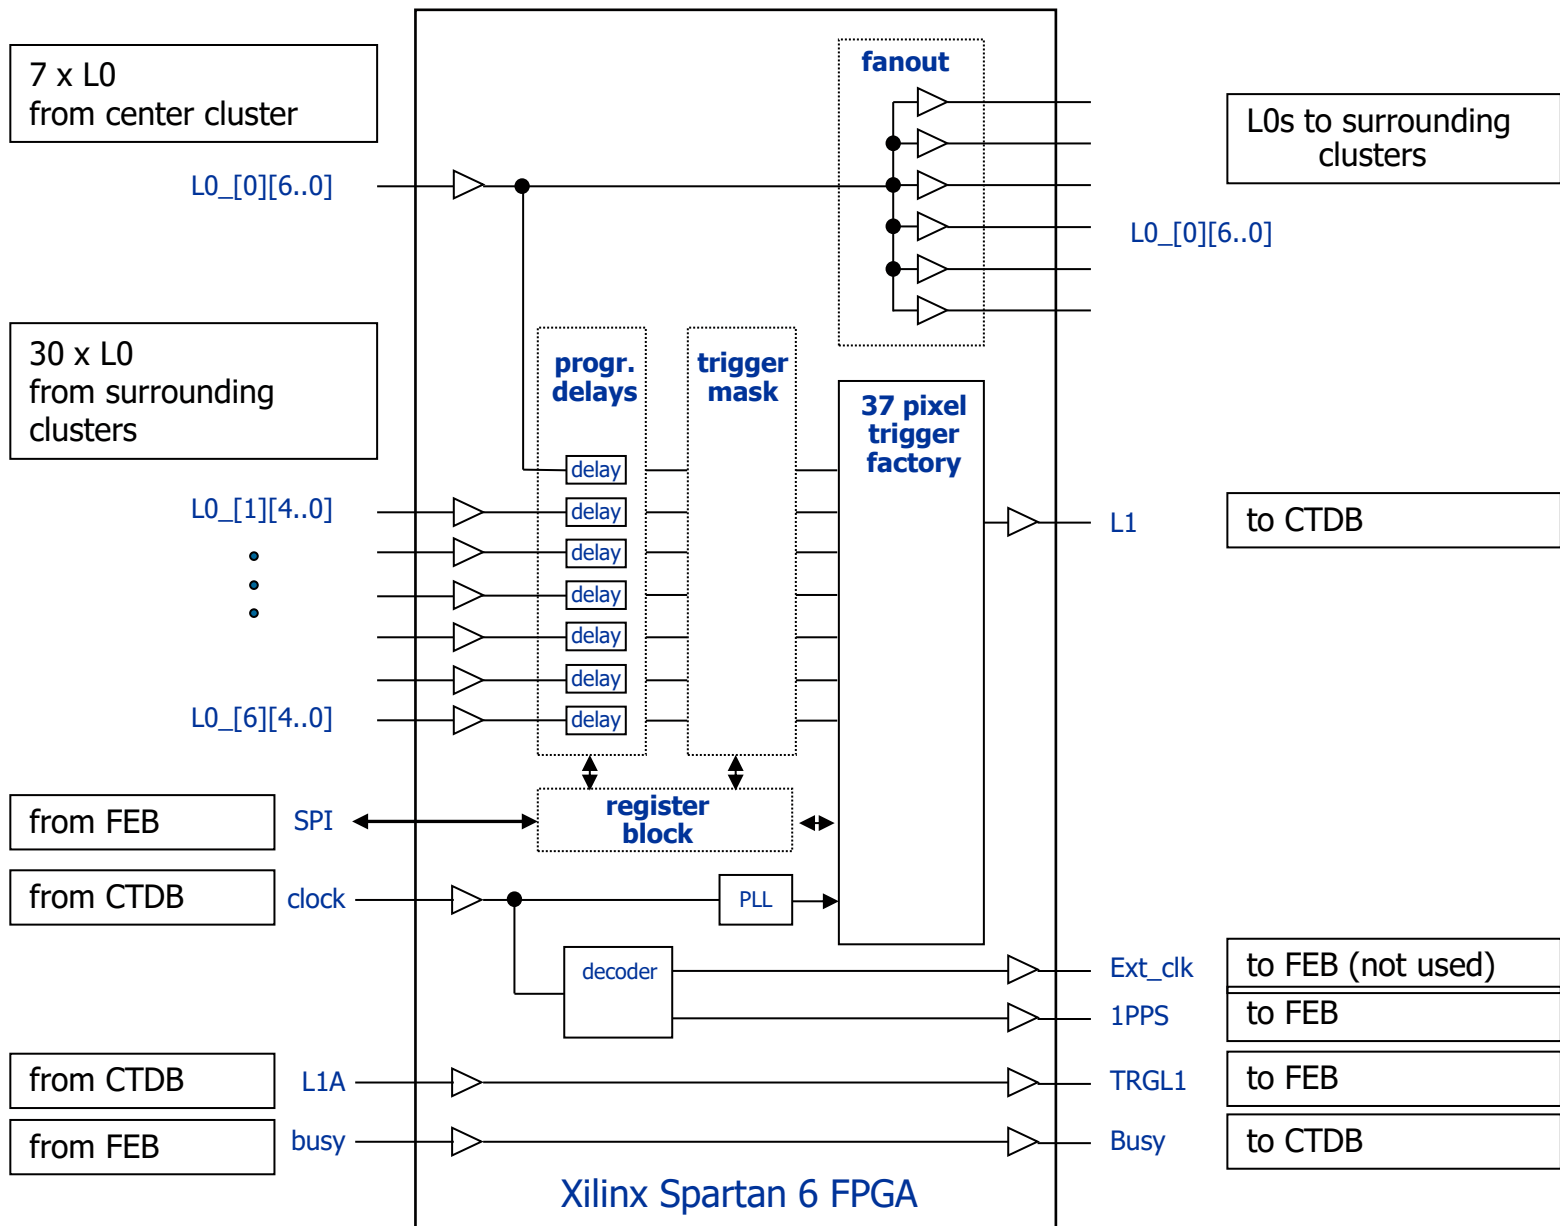 7 x L0
from center cluster
L0_[0][6..0]
fanout
L0s to surrounding
clusters
L0_[0][6..0]
30 x L0
from surrounding
clusters
progr.
delays
trigger
mask
37 pixel
trigger
factory
delay
L0_[1][4..0]
delay
delay
delay
delay
delay
L0_[6][4..0]
delay
L1
to CTDB
from FEB
SPI
register
block
from CTDB
clock
PLL
decoder
Ext_clk
to FEB (not used)
1PPS
to FEB
from CTDB
L1A
TRGL1
to FEB
from FEB
busy
Busy
to CTDB
Xilinx Spartan 6 FPGA